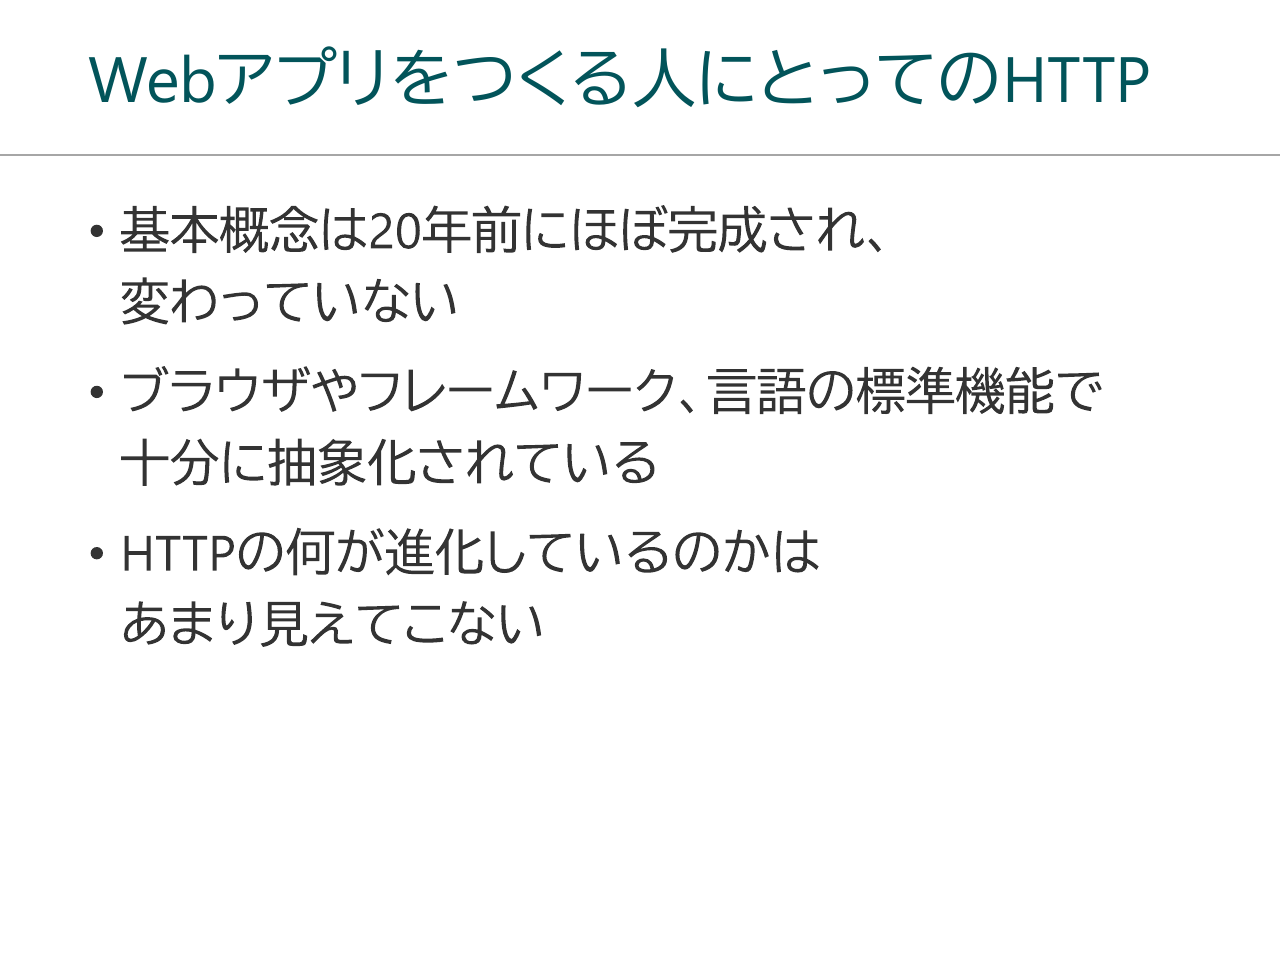 Webアプリをつくる人にとってのHTTP
• 基本概念は20年前にほぼ完成され、
変わっていない
• ブラウザやフレームワーク、言語の標準機能で
十分に抽象化されている
• HTTPの何が進化しているのかは
あまり見えてこない